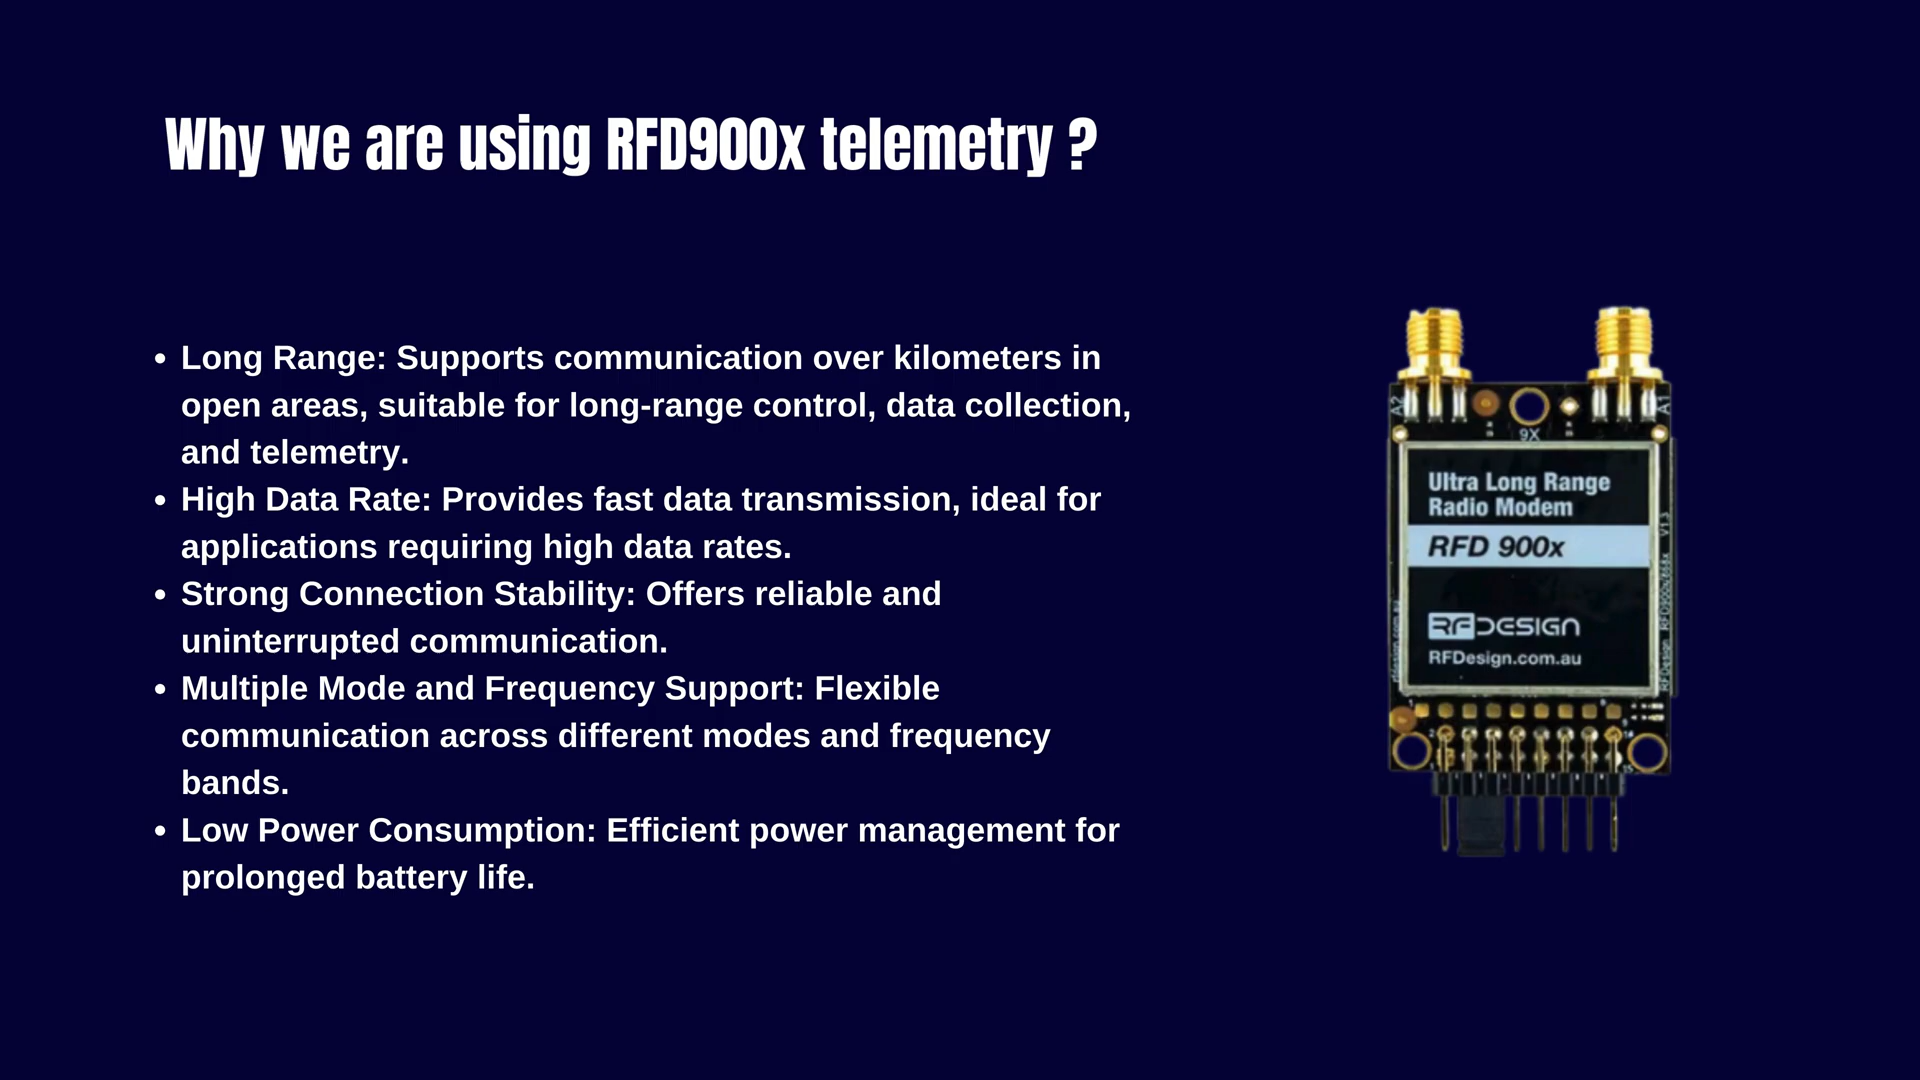 Why we are using RFD900x telemetry ?
• Long Range: Supports communication over kilometers in
open areas, suitable for long-range control, data collection,
and telemetry.
• High Data Rate: Provides fast data transmission, ideal for
applications requiring high data rates.
• Strong Connection Stability: Offers reliable and
uninterrupted communication.
• Multiple Mode and Frequency Support: Flexible
communication across different modes and frequency
bands.
• Low Power Consumption: Efficient power management for
prolonged battery life.
A2
A1
9X
Ultra Long Range
Radio Modem
RFD 900x
RFDESIGN
RFDesign.com.au